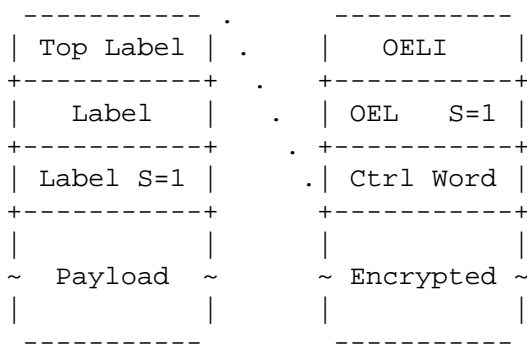 Top Label OELI
Label OEL S=1
Label S=1 Ctrl Word
Payload Encrypted